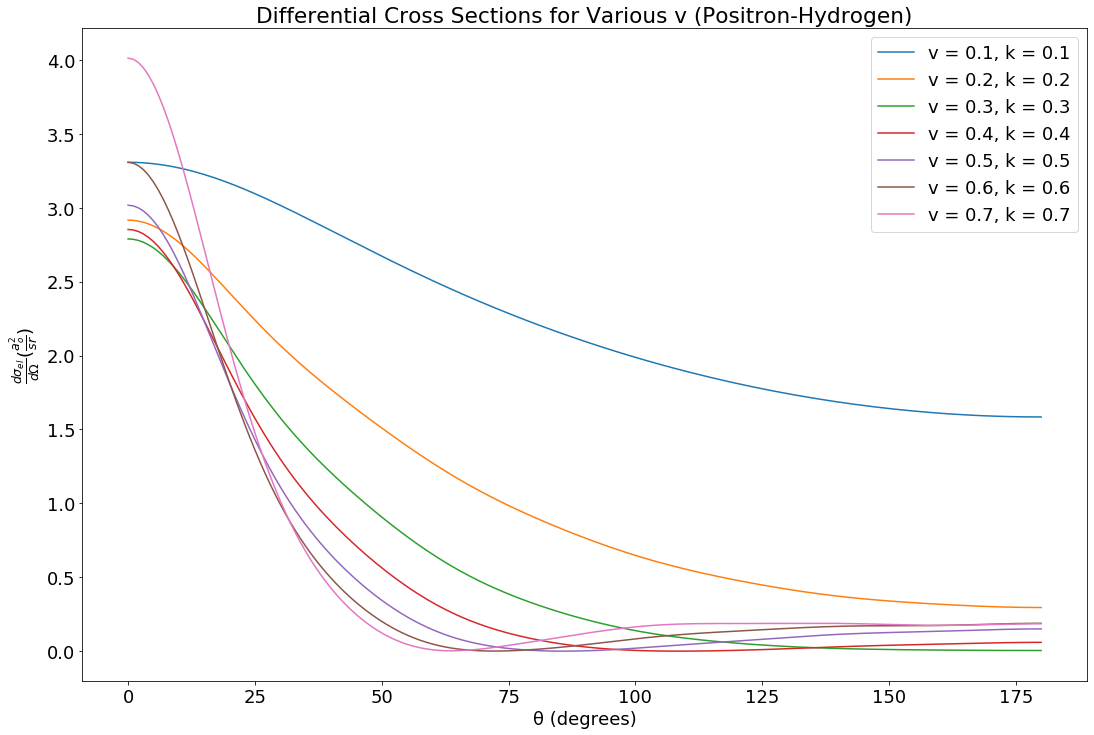 Differential Cross Sections for Various v (Positron-Hydrogen)
4.0
3.5
3.0
2.5
2.0
1.5
1.0
0.5
0.0
dσ_el/dΩ (a_o^2/sr)
v = 0.1, k = 0.1
v = 0.2, k = 0.2
v = 0.3, k = 0.3
v = 0.4, k = 0.4
v = 0.5, k = 0.5
v = 0.6, k = 0.6
v = 0.7, k = 0.7
0 25 50 75 100 125 150 175
θ (degrees)